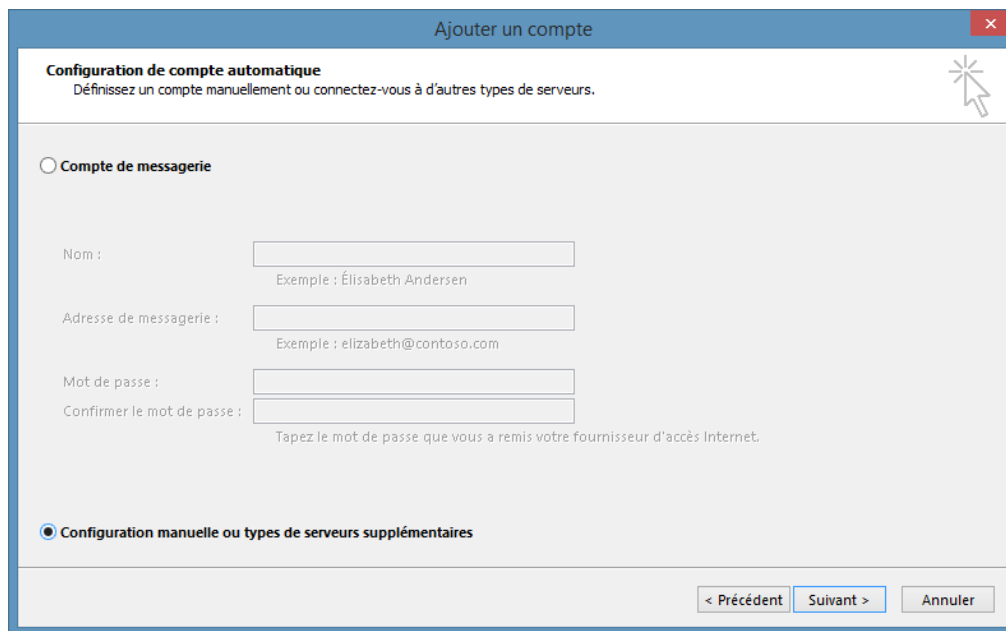 Ajouter un compte
Configuration de compte automatique
Définissez un compte manuellement ou connectez-vous à d'autres types de serveurs.
Compte de messagerie
Nom :
Exemple : Élisabeth Andersen
Adresse de messagerie :
Exemple : elizabeth@contoso.com
Mot de passe :
Confirmer le mot de passe :
Tapez le mot de passe que vous a remis votre fournisseur d'accès Internet.
Configuration manuelle ou types de serveurs supplémentaires
< Précédent Suivant > Annuler